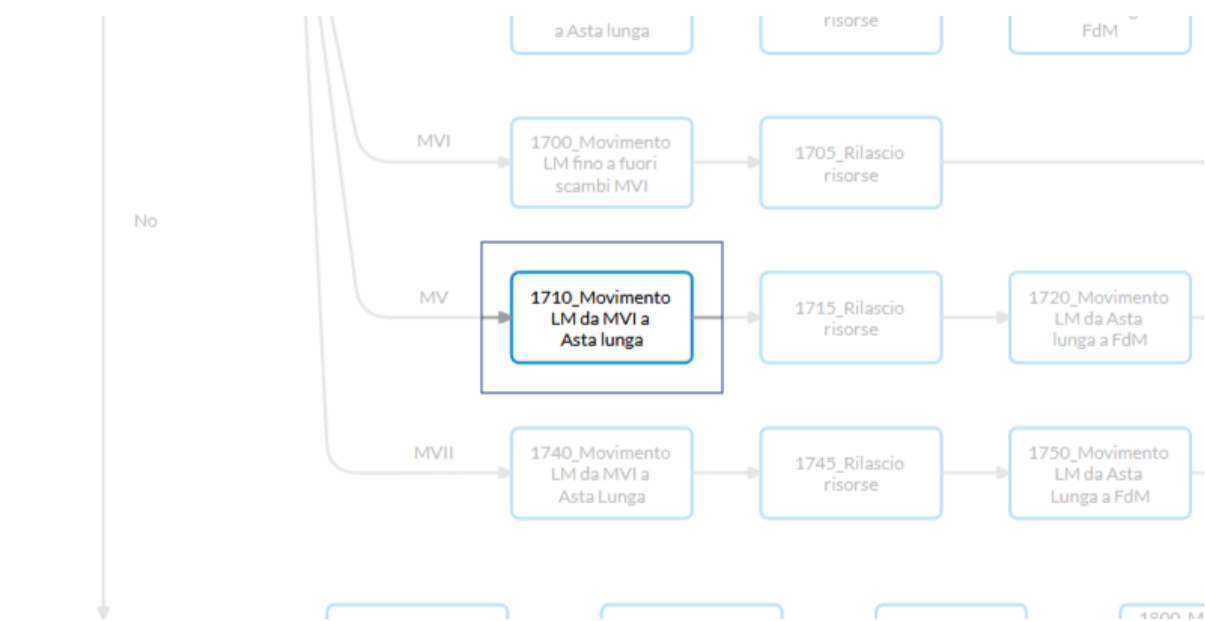 a Asta lunga
risorse
FdM
MVI
1700_Movimento
LM fino a fuori
scambi MVI
1705_Rilascio
risorse
No
MV
1710_Movimento
LM da MVI a
Asta lunga
1715_Rilascio
risorse
1720_Movimento
LM da Asta
lunga a FdM
MVII
1740_Movimento
LM da MVI a
Asta Lunga
1745_Rilascio
risorse
1750_Movimento
LM da Asta
Lunga a FdM